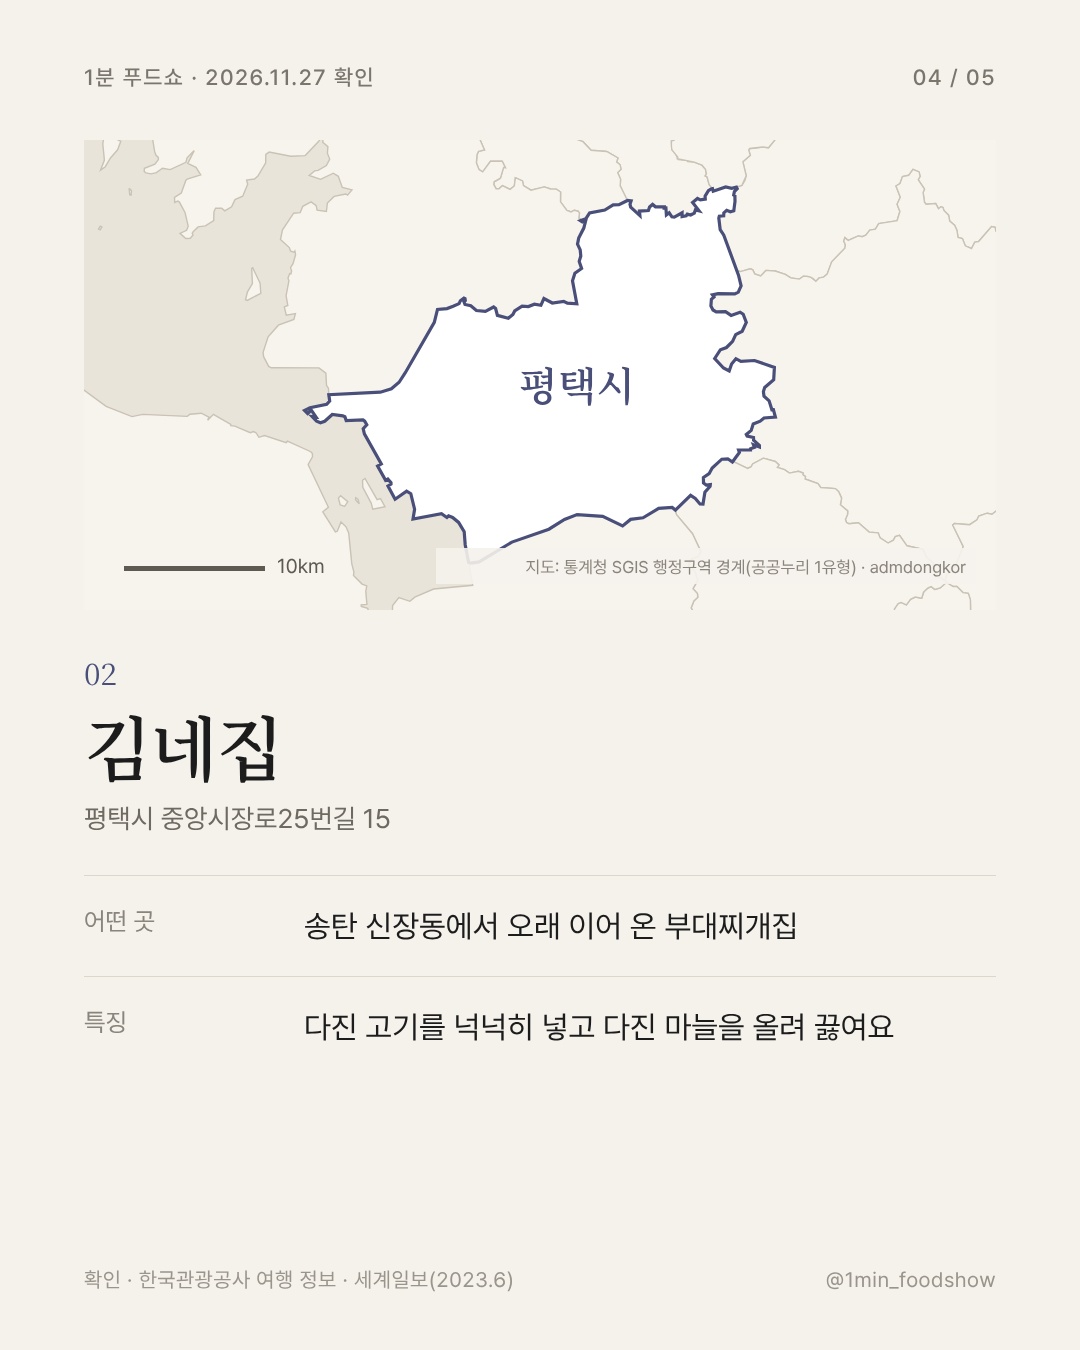 1분 푸드쇼 · 2026.11.27 확인
04 / 05
평택시
10km
지도: 통계청 SGIS 행정구역 경계(공공누리 1유형) · admdongkor
02
김네집
평택시 중앙시장로25번길 15
어떤 곳
송탄 신장동에서 오래 이어 온 부대찌개집
특징
다진 고기를 넉넉히 넣고 다진 마늘을 올려 끓여요
확인 · 한국관광공사 여행 정보 · 세계일보(2023.6)
@1min_foodshow